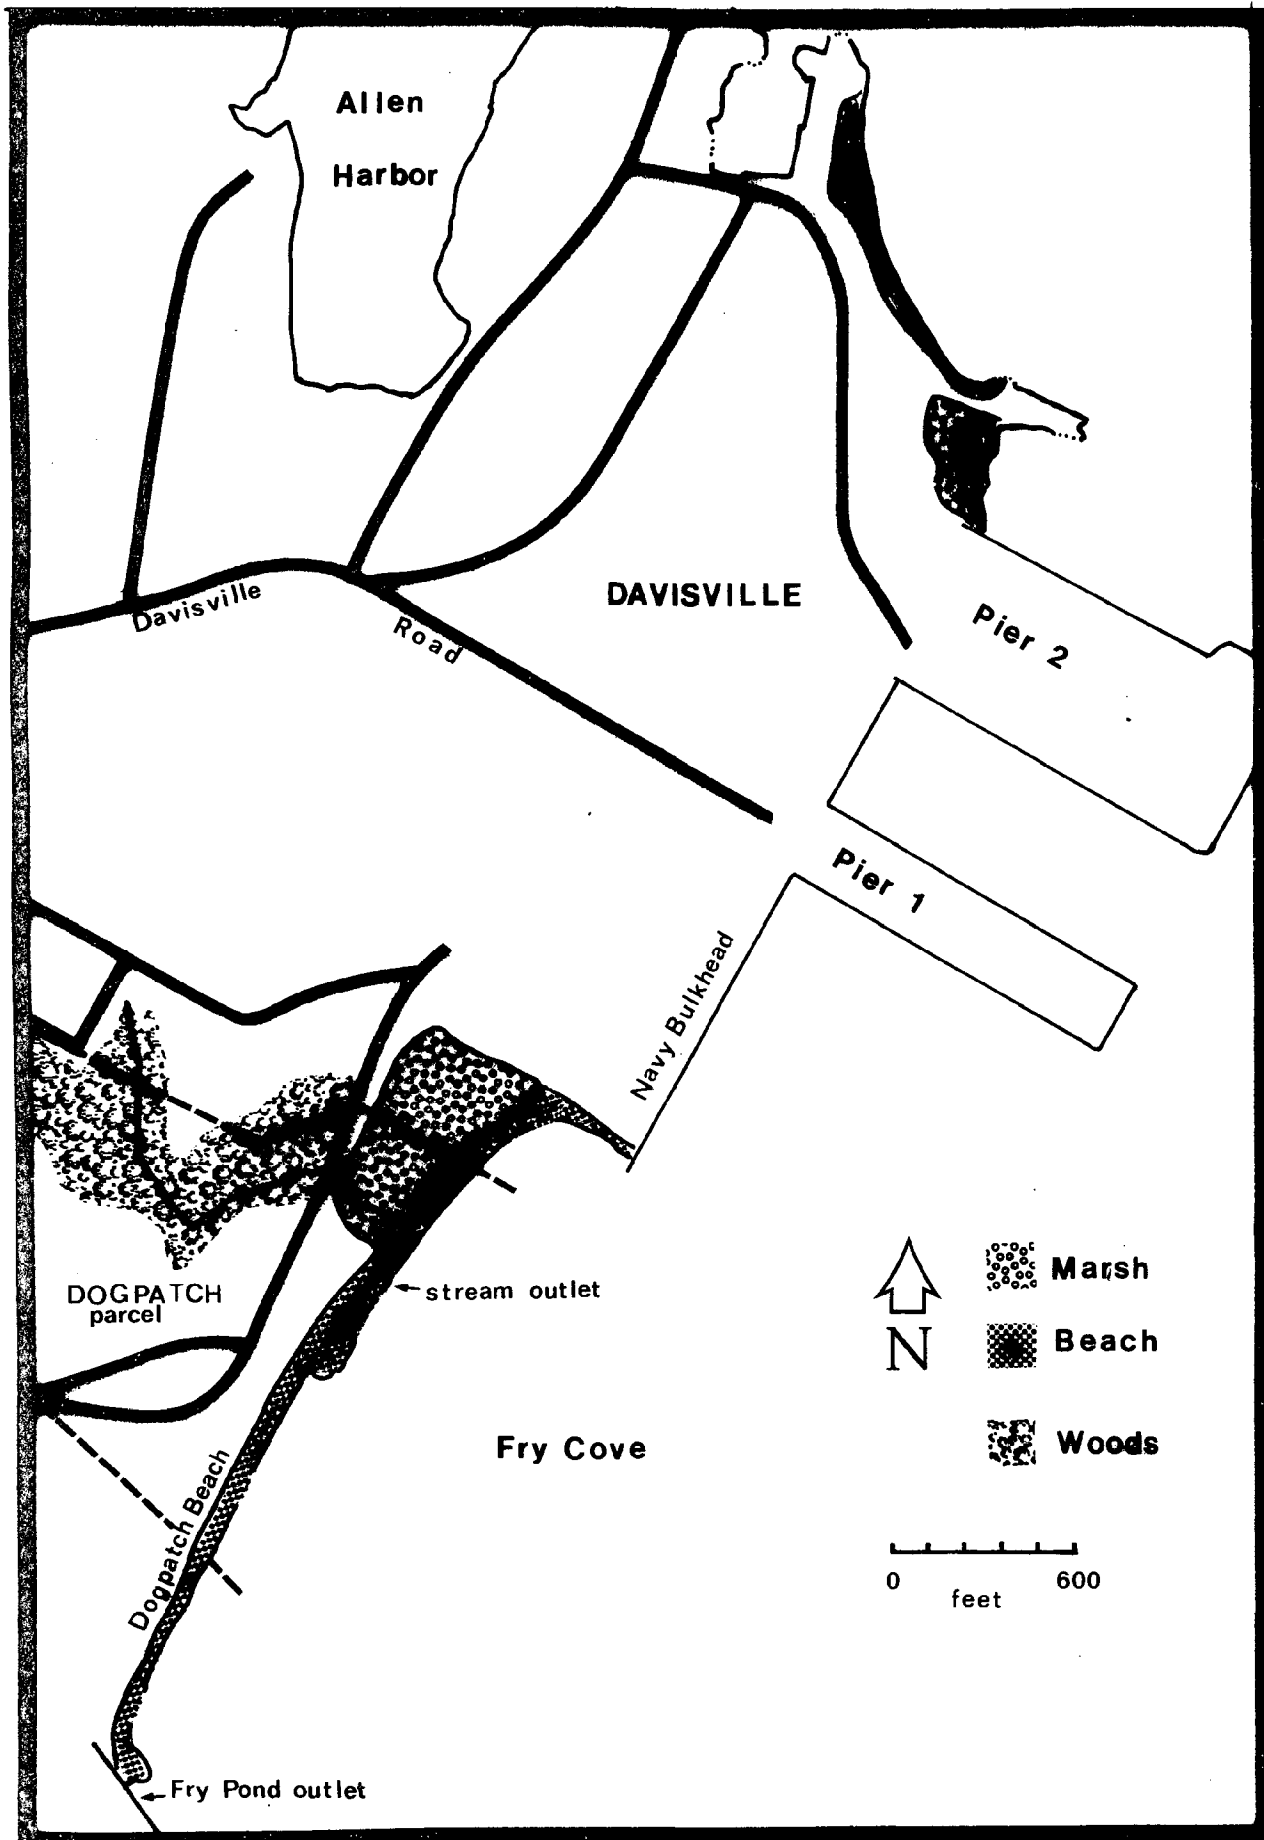 Allen
Harbor
DAVISVILLE
Davisville
Road
Pier 2
Pier 1
Navy Bulkhead
DOGPATCH
parcel
stream outlet
N
Marsh
Beach
Woods
Fry Cove
0 600
feet
Dogpatch Beach
Fry Pond outlet